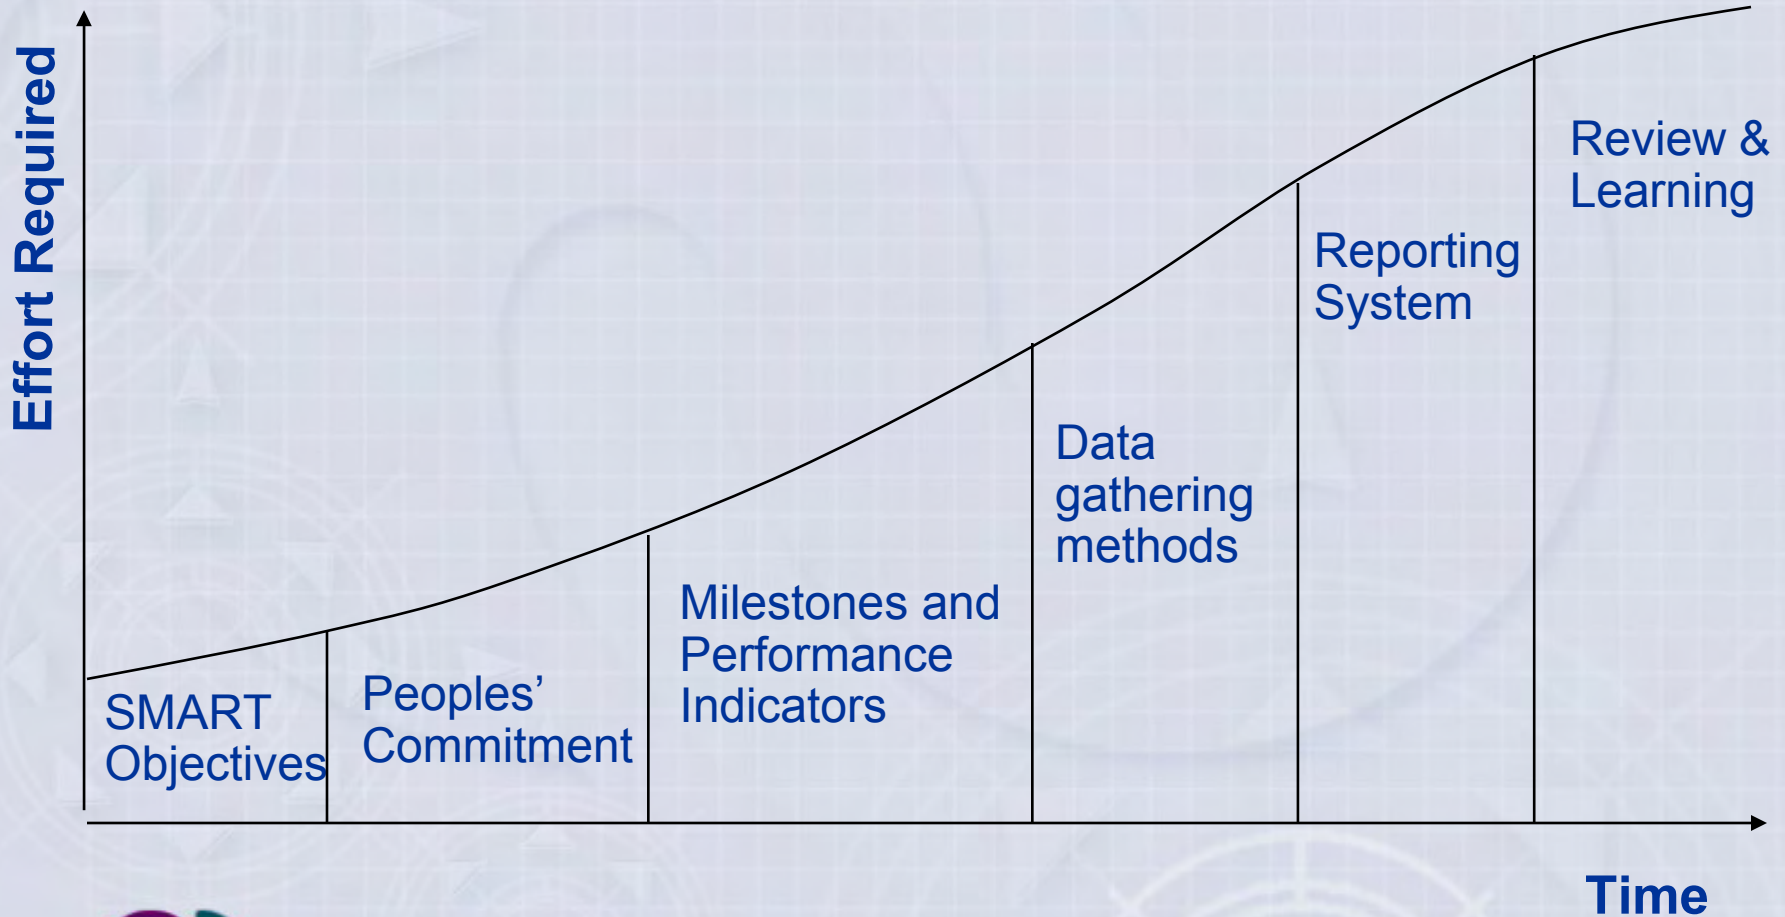 Effort Required
SMART
Objectives
Peoples’
Commitment
Milestones and
Performance
Indicators
Data
gathering
methods
Reporting
System
Review &
Learning
Time